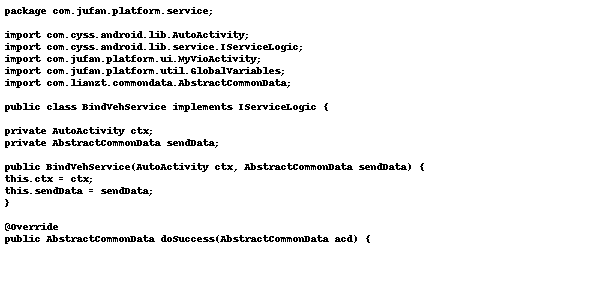 package com.jufan.platform.service;
import com.cyss.android.lib.AutoActivity;
import com.cyss.android.lib.service.IServiceLogic;
import com.jufan.platform.ui.MyVioActivity;
import com.jufan.platform.util.GlobalVariables;
import com.lianzt.commondata.AbstractCommonData;
public class BindVehService implements IServiceLogic {
private AutoActivity ctx;
private AbstractCommonData sendData;
public BindVehService(AutoActivity ctx, AbstractCommonData sendData) {
this.ctx = ctx;
this.sendData = sendData;
}
@Override
public AbstractCommonData doSuccess(AbstractCommonData acd) {